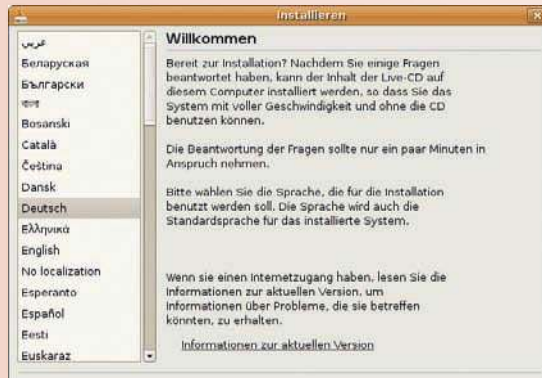 Installieren
عربي
Беларуская
Български
বাংলা
Bosanski
Català
Čeština
Dansk
Deutsch
Ελληνικά
English
No localization
Esperanto
Español
Eesti
Euskaraz
Willkommen
Bereit zur Installation? Nachdem Sie einige Fragen
beantwortet haben, kann der Inhalt der Live-CD auf
diesem Computer installiert werden, so dass Sie das
System mit voller Geschwindigkeit und ohne die CD
benutzen können.
Die Beantwortung der Fragen sollte nur ein paar Minuten in
Anspruch nehmen.
Bitte wählen Sie die Sprache, die für die Installation
benutzt werden soll. Die Sprache wird auch die
Standardsprache für das installierte System.
Wenn sie einen Internetzugang haben, lesen Sie die
Informationen zur aktuellen Version, um
Informationen über Probleme, die sie betreffen
könnten, zu erhalten.
Informationen zur aktuellen Version